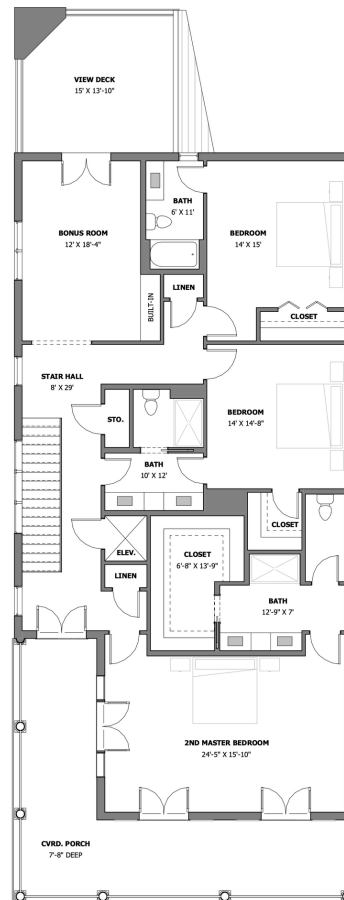 VIEW DECK
15' X 13'-10"
BATH
6' X 11'
BONUS ROOM
12' X 18'-4"
BEDROOM
14' X 15'
LINEN
BUILT-IN
CLOSET
STAIR HALL
8' X 29'
STO.
BEDROOM
14' X 14'-8"
BATH
10' X 12'
CLOSET
ELEV.
CLOSET
6'-8" X 13'-9"
LINEN
BATH
12'-9" X 7'
2ND MASTER BEDROOM
24'-5" X 15'-10"
CVRD. PORCH
7'-8" DEEP